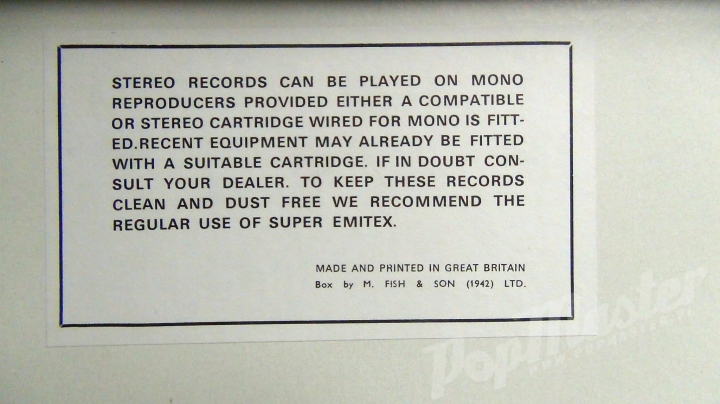 STEREO RECORDS CAN BE PLAYED ON MONO
REPRODUCERS PROVIDED EITHER A COMPATIBLE
OR STEREO CARTRIDGE WIRED FOR MONO IS FITT-
ED.RECENT EQUIPMENT MAY ALREADY BE FITTED
WITH A SUITABLE CARTRIDGE. IF IN DOUBT CON-
SULT YOUR DEALER. TO KEEP THESE RECORDS
CLEAN AND DUST FREE WE RECOMMEND THE
REGULAR USE OF SUPER EMITEX.
MADE AND PRINTED IN GREAT BRITAIN
Box by M. FISH & SON (1942) LTD.
PopMaster